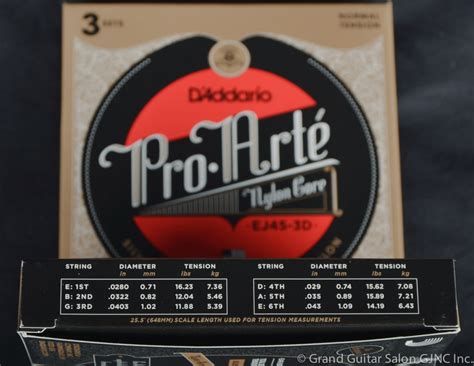 3 SETS
NORMAL TENSION
D'Addario
Pro·Arté
Nylon Core
EJ45-3D
STRING DIAMETER TENSION STRING DIAMETER TENSION
in mm lbs kg in mm lbs kg
E: 1ST .0280 0.71 16.23 7.36 D: 4TH .029 0.74 15.62 7.08
B: 2ND .0322 0.82 12.04 5.46 A: 5TH .035 0.89 15.89 7.21
G: 3RD .0403 1.02 11.88 5.39 E: 6TH .043 1.09 14.19 6.43
25.5" (648MM) SCALE LENGTH USED FOR TENSION MEASUREMENTS
© Grand Guitar Salon GJNC Inc.